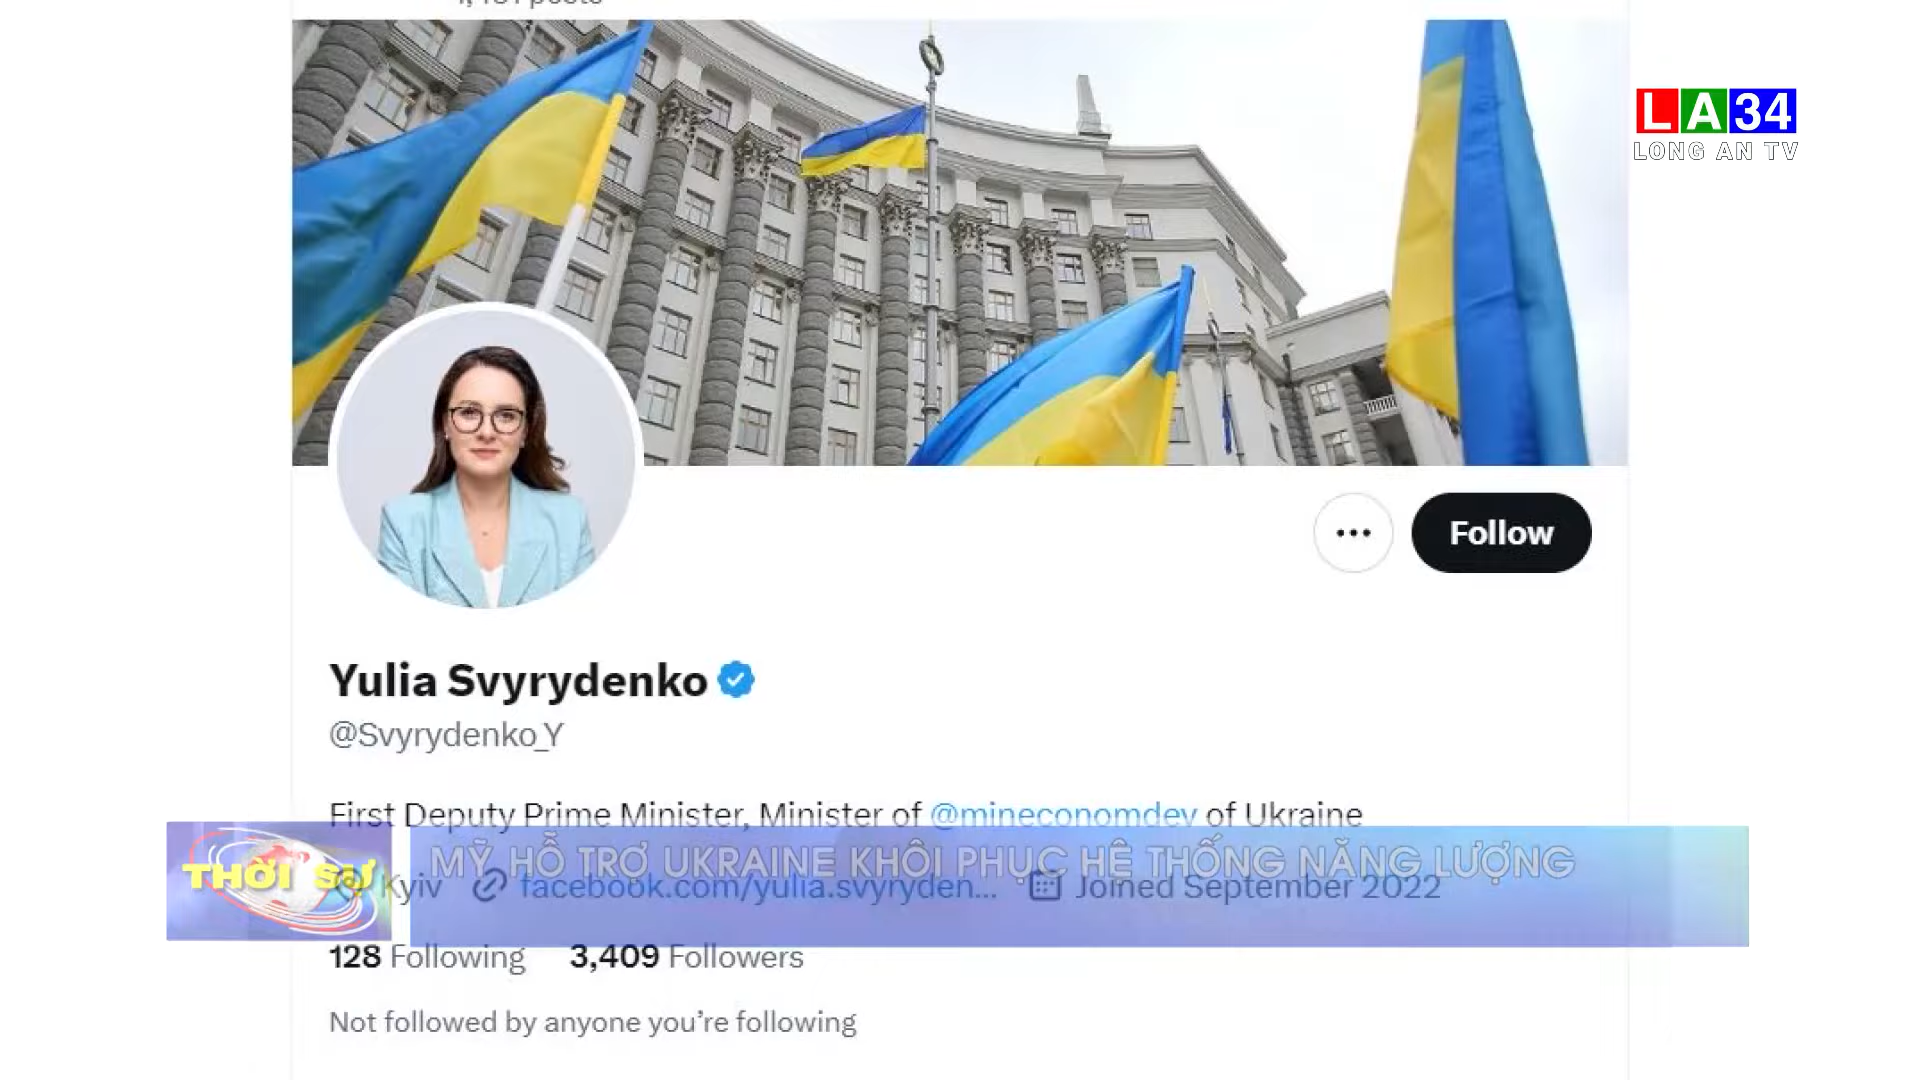 LA34
LONG AN TV
Follow
Yulia Svyrydenko
@Svyrydenko_Y
First Deputy Prime Minister, Minister of @mineconomdev of Ukraine
THỜI SỰ
MỸ HỖ TRỢ UKRAINE KHÔI PHỤC HỆ THỐNG NĂNG LƯỢNG
Kyiv facebook.com/yulia.svyryden... Joined September 2022
128 Following 3,409 Followers
Not followed by anyone you're following